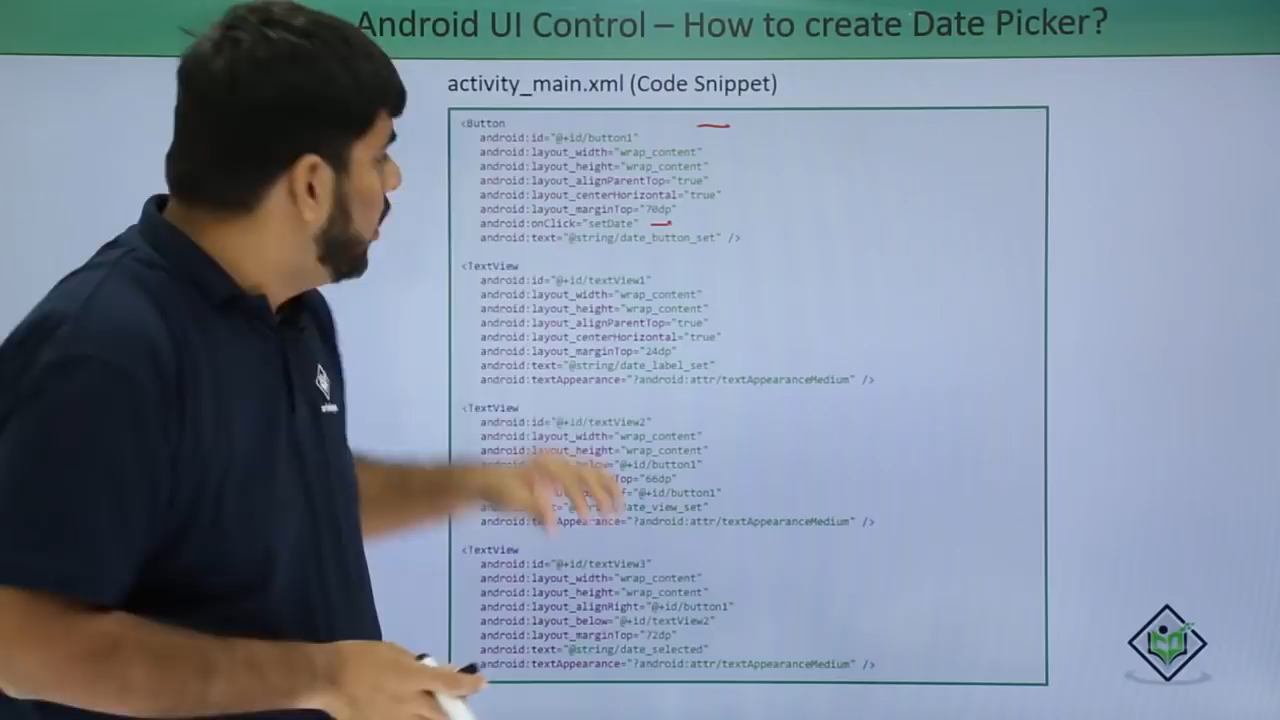 Android UI Control – How to create Date Picker?
activity_main.xml (Code Snippet)
<Button
android:id="@+id/button1"
android:layout_width="wrap_content"
android:layout_height="wrap_content"
android:layout_alignParentTop="true"
android:layout_centerHorizontal="true"
android:layout_marginTop="70dp"
android:onClick="setDate"
android:text="@string/date_button_set" />
<TextView
android:id="@+id/textView1"
android:layout_width="wrap_content"
android:layout_height="wrap_content"
android:layout_alignParentTop="true"
android:layout_centerHorizontal="true"
android:layout_marginTop="24dp"
android:text="@string/date_label_set"
android:textAppearance="?android:attr/textAppearanceMedium" />
<TextView
android:id="@+id/textView2"
android:layout_width="wrap_content"
android:layout_height="wrap_content"
="@+id/button1"
="66dp"
="@+id/button1"
ate_view_set"
android:textAppearance="?android:attr/textAppearanceMedium" />
<TextView
android:id="@+id/textView3"
android:layout_width="wrap_content"
android:layout_height="wrap_content"
android:layout_alignRight="@+id/button1"
android:layout_below="@+id/textView2"
android:layout_marginTop="72dp"
android:text="@string/date_selected"
android:textAppearance="?android:attr/textAppearanceMedium" />